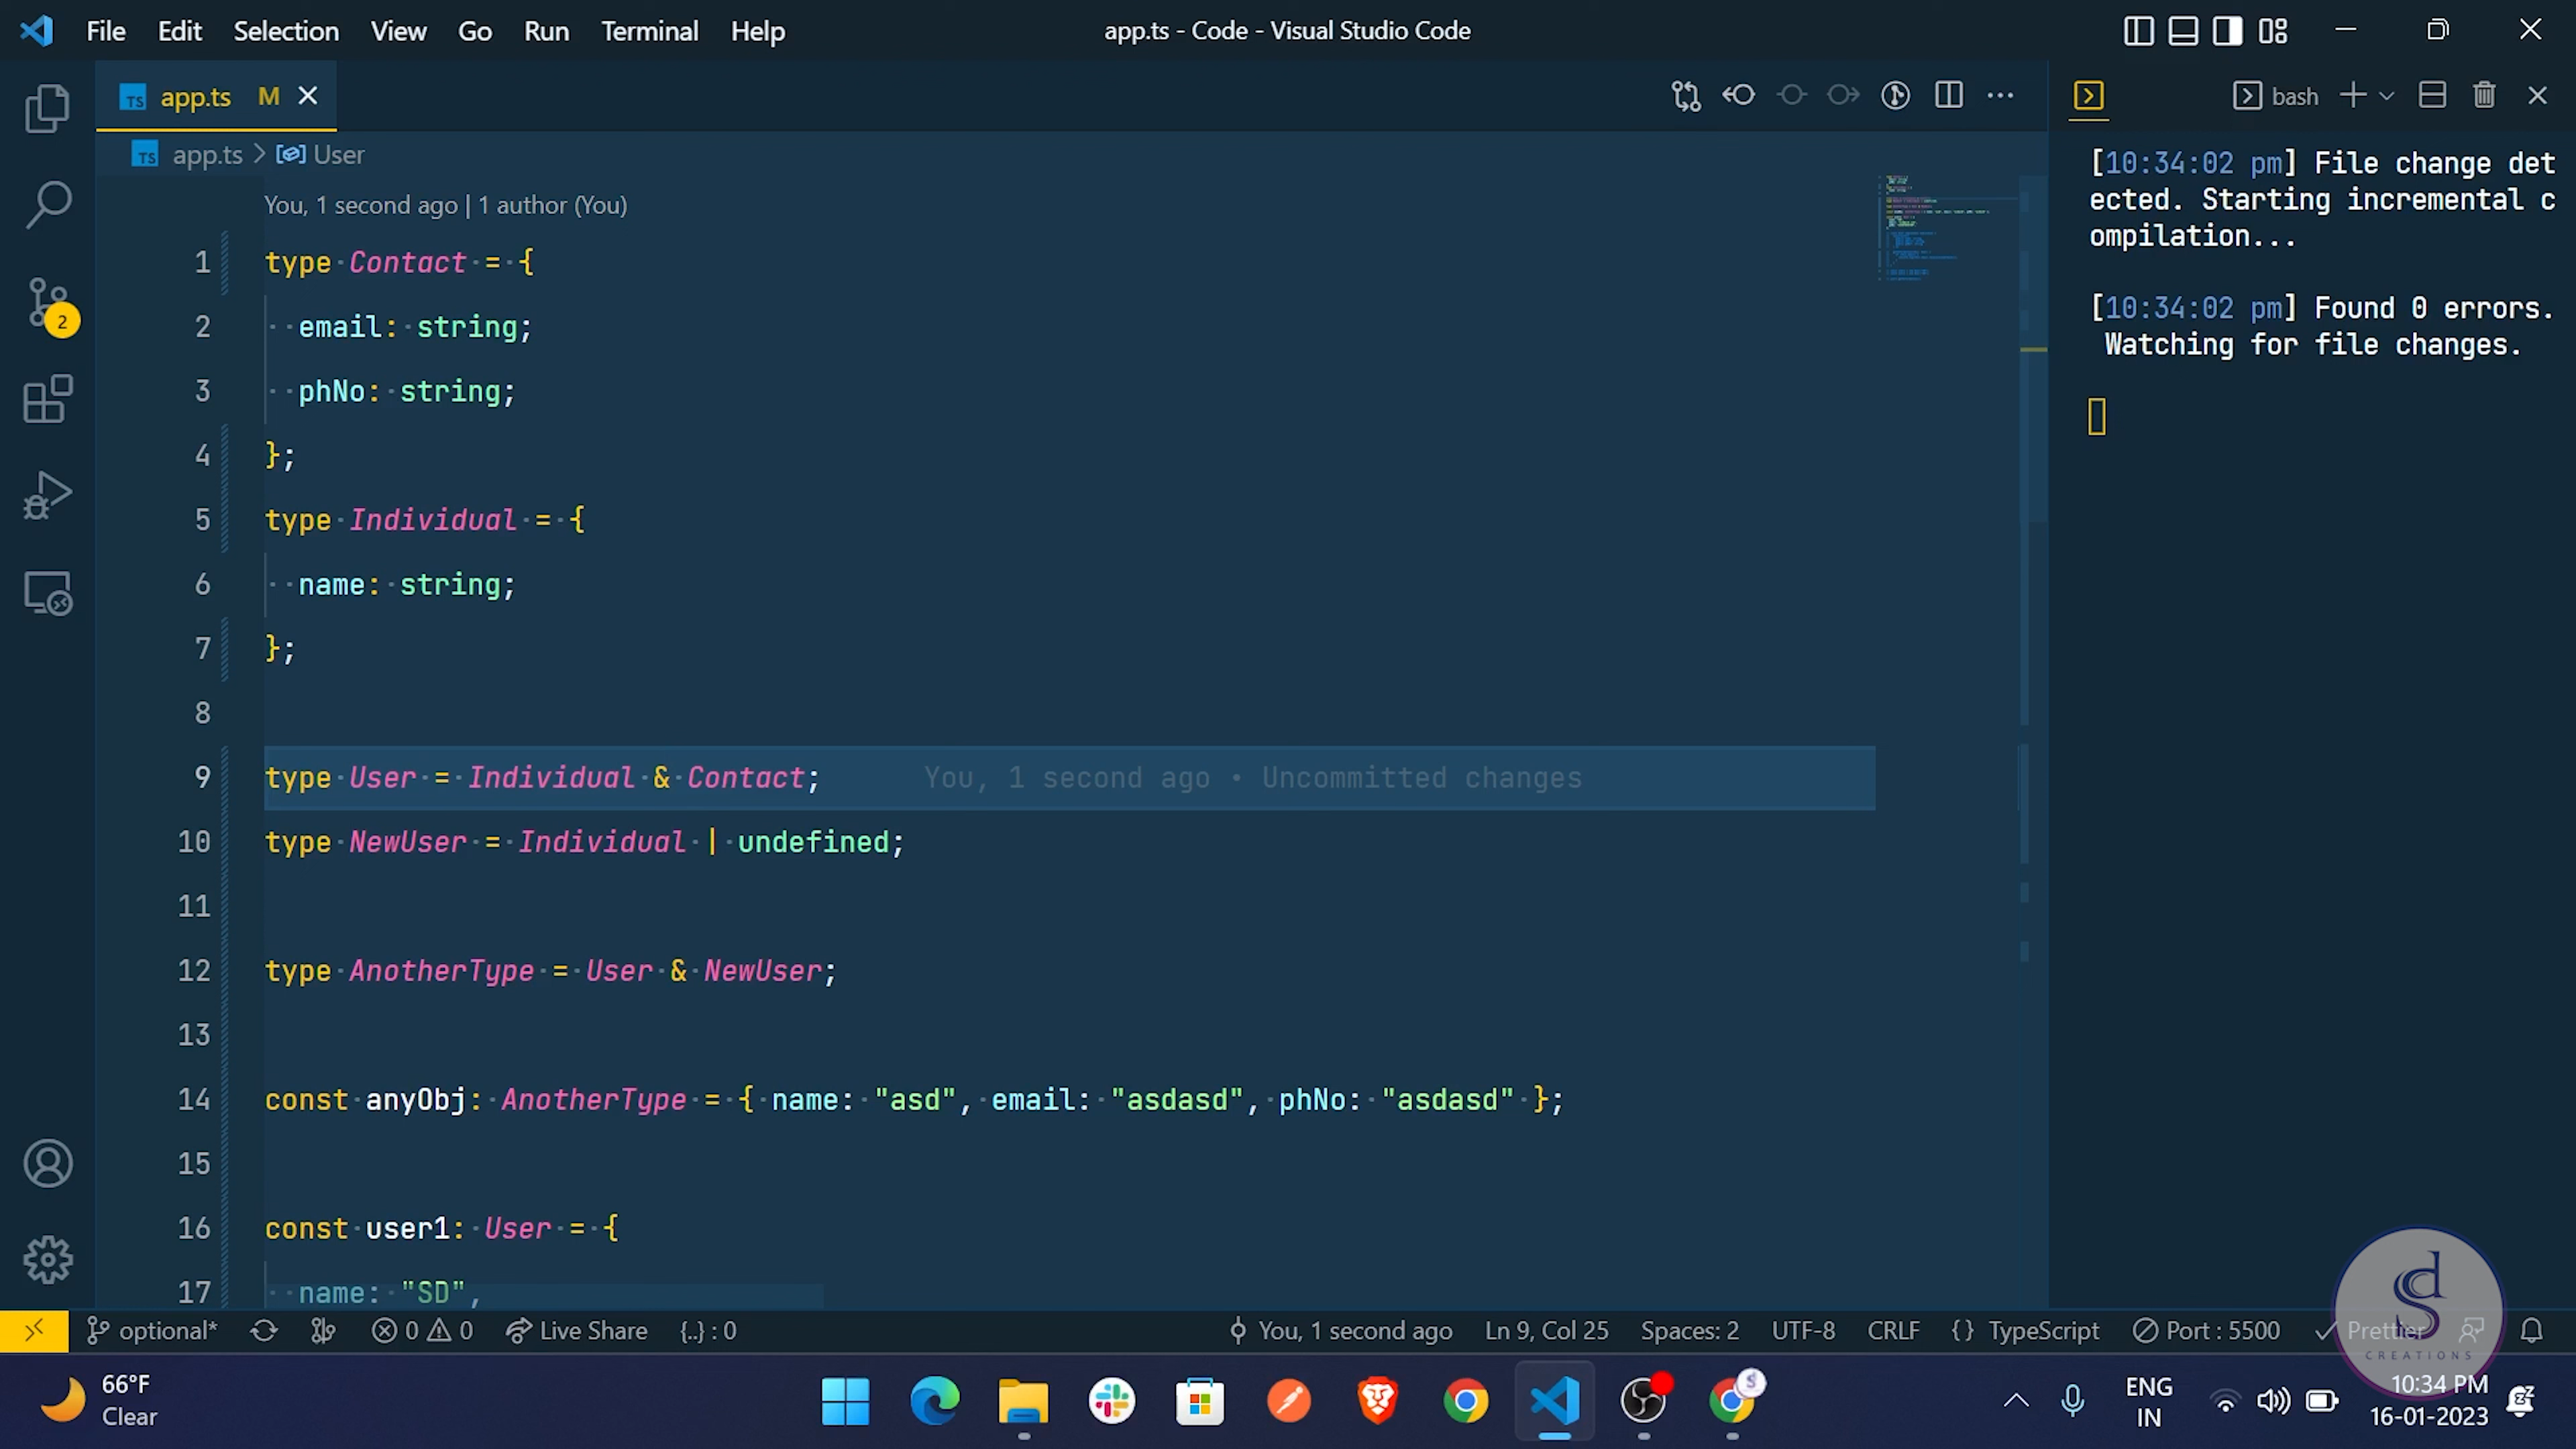 File Edit Selection View Go Run Terminal Help
app.ts - Code - Visual Studio Code
TS app.ts M
bash
TS app.ts > User
You, 1 second ago | 1 author (You)
1 type Contact = {
2 email: string;
3 phNo: string;
4 };
5 type Individual = {
6 name: string;
7 };
8
9 type User = Individual & Contact; You, 1 second ago • Uncommitted changes
10 type NewUser = Individual | undefined;
11
12 type AnotherType = User & NewUser;
13
14 const anyObj: AnotherType = { name: "asd", email: "asdasd", phNo: "asdasd" };
15
16 const user1: User = {
17 name: "SD",
[10:34:02 pm] File change det
ected. Starting incremental c
ompilation...
[10:34:02 pm] Found 0 errors.
Watching for file changes.
2
optional* 0 0 Live Share {..} : 0 You, 1 second ago Ln 9, Col 25 Spaces: 2 UTF-8 CRLF {} TypeScript Port : 5500 Prettier
sd
CREATIONS
66°F
Clear
ENG
IN
10:34 PM
16-01-2023